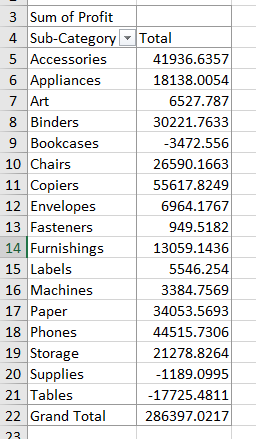 3 Sum of Profit
4 Sub-Category Total
5 Accessories 41936.6357
6 Appliances 18138.0054
7 Art 6527.787
8 Binders 30221.7633
9 Bookcases -3472.556
10 Chairs 26590.1663
11 Copiers 55617.8249
12 Envelopes 6964.1767
13 Fasteners 949.5182
14 Furnishings 13059.1436
15 Labels 5546.254
16 Machines 3384.7569
17 Paper 34053.5693
18 Phones 44515.7306
19 Storage 21278.8264
20 Supplies -1189.0995
21 Tables -17725.4811
22 Grand Total 286397.0217